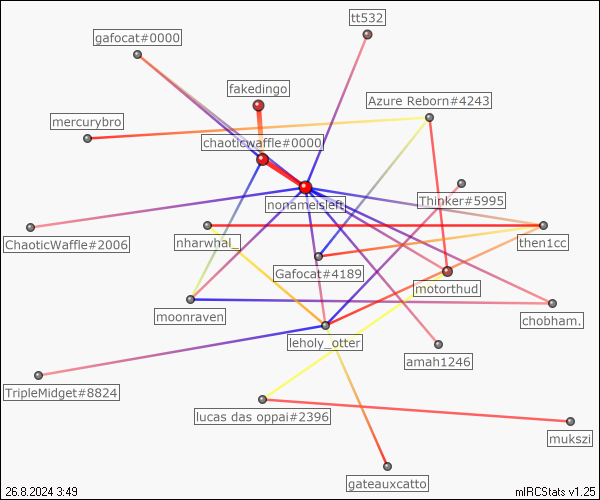 tt532
gafocat#0000
fakedingo
Azure Reborn#4243
mercurybro
chaoticwaffle#0000
Thinker#5995
nonameisleft
ChaoticWaffle#2006
nharwhal_
then1cc
Gafocat#4189
motorthud
moonraven
chobham.
leholy_otter
amah1246
TripleMidget#8824
lucas das oppai#2396
mukszi
gateauxcatto
26.8.2024 3:49
mIRCStats v1.25